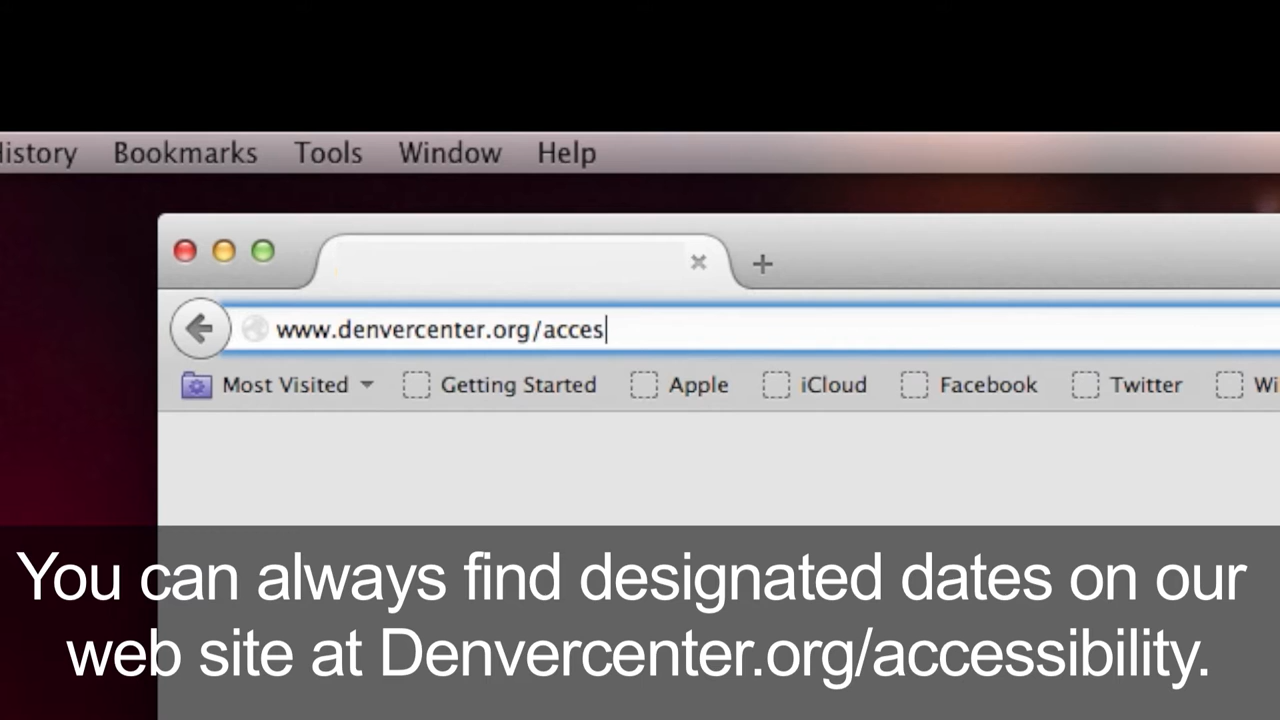 History Bookmarks Tools Window Help
www.denvercenter.org/acces
Most Visited Getting Started Apple iCloud Facebook Twitter Wi
You can always find designated dates on our
web site at Denvercenter.org/accessibility.